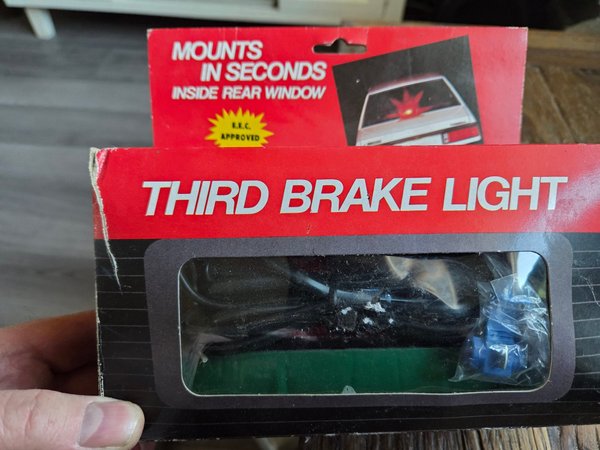 MOUNTS
IN SECONDS
INSIDE REAR WINDOW
E.E.C.
APPROVED
THIRD BRAKE LIGHT